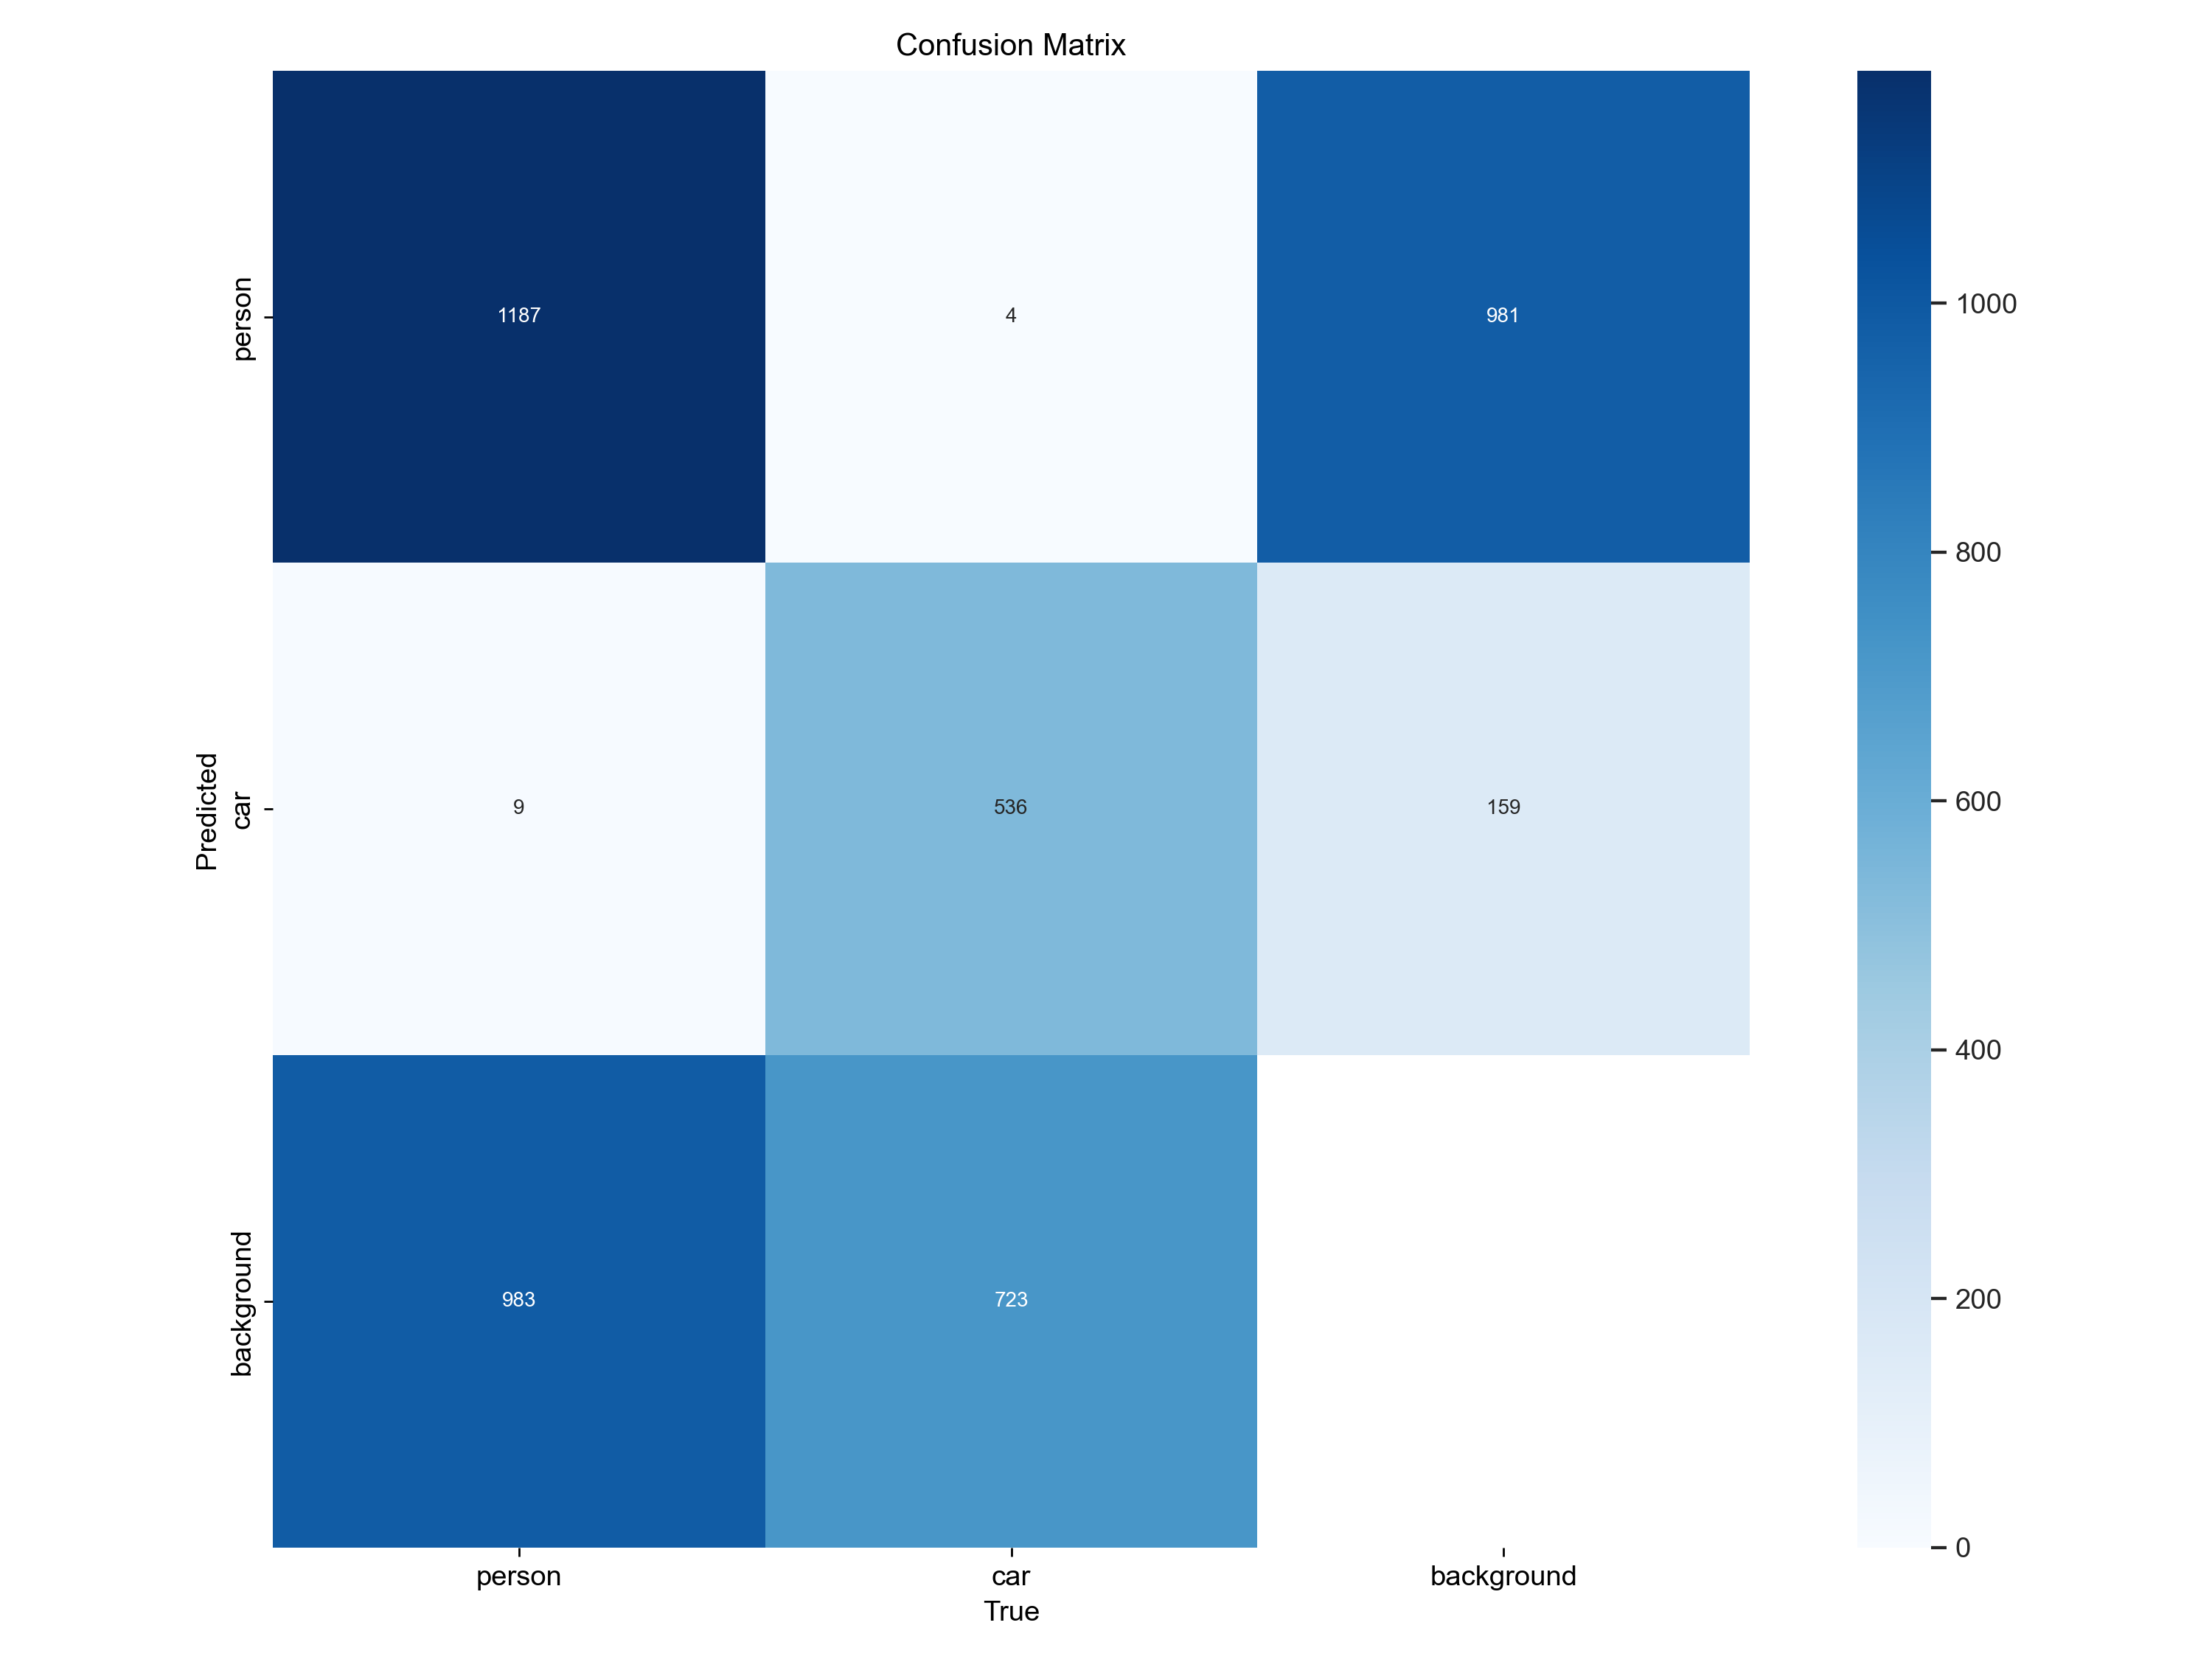 Confusion Matrix
person
1187
4
981
1000
800
Predicted
car
9
536
159
600
400
background
983
723
200
0
person
car
background
True